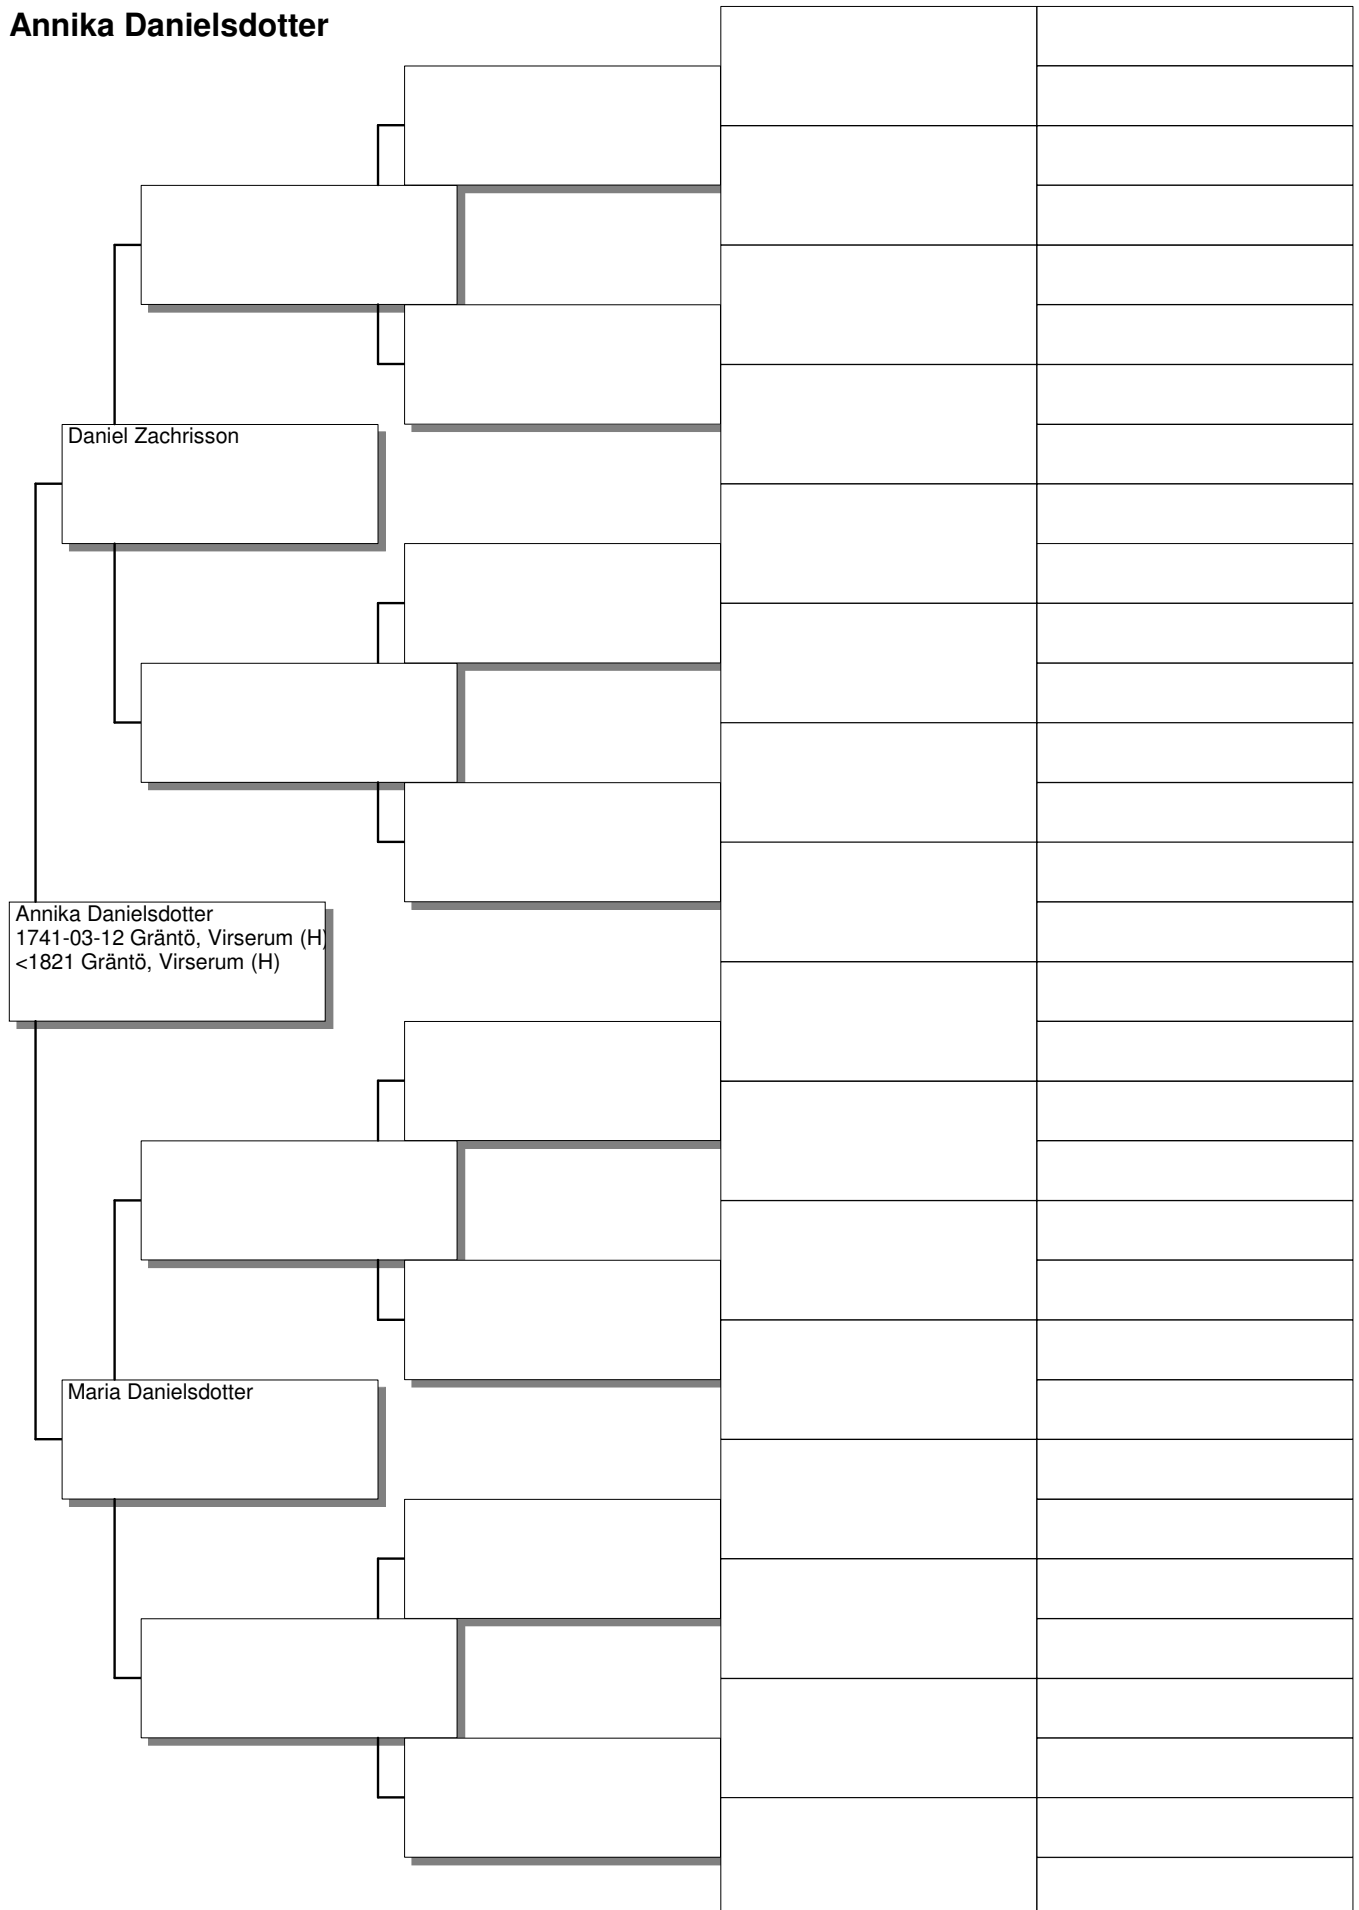 Annika Danielsdotter
Daniel Zachrisson
Annika Danielsdotter
1741-03-12 Gräntö, Virserum (H)
<1821 Gräntö, Virserum (H)
Maria Danielsdotter